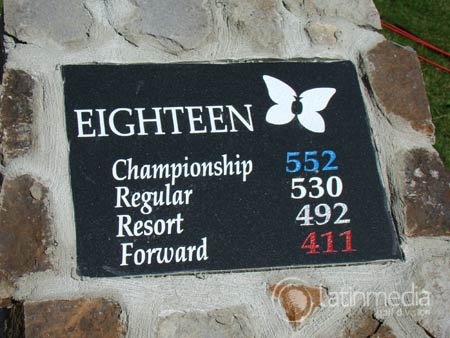 EIGHTEEN
Championship 552
Regular 530
Resort 492
Forward 411
Latinmedia